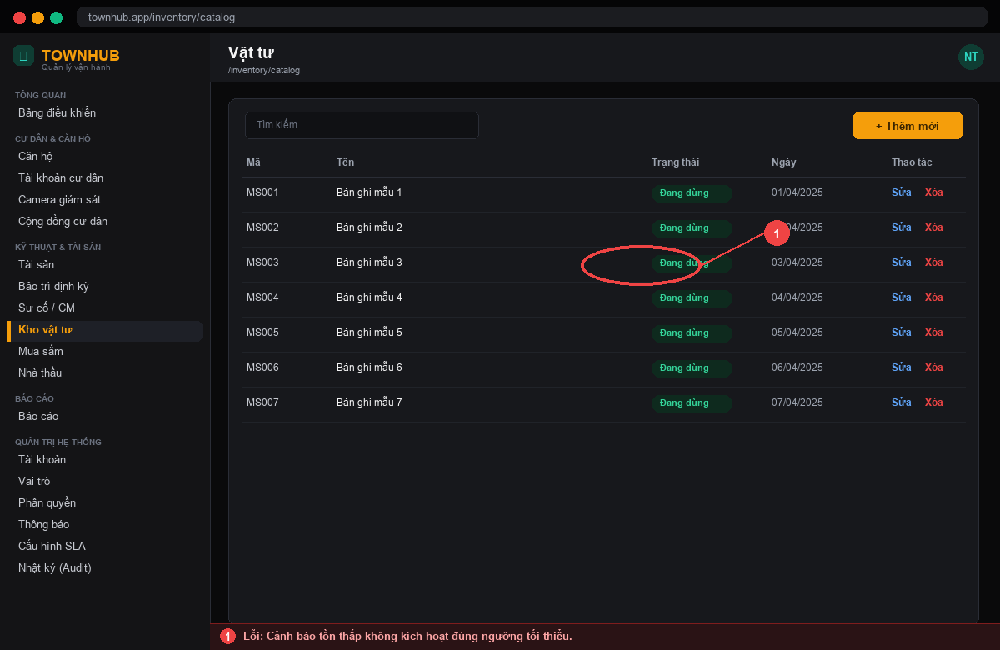 townhub.app/inventory/catalog
TOWNHUB
Quản lý vận hành
TỔNG QUAN
Bảng điều khiển
CƯ DÂN & CĂN HỘ
Căn hộ
Tài khoản cư dân
Camera giám sát
Cộng đồng cư dân
KỸ THUẬT & TÀI SẢN
Tài sản
Bảo trì định kỳ
Sự cố / CM
Kho vật tư
Mua sắm
Nhà thầu
BÁO CÁO
Báo cáo
QUẢN TRỊ HỆ THỐNG
Tài khoản
Vai trò
Phân quyền
Thông báo
Cấu hình SLA
Nhật ký (Audit)
Vật tư
/inventory/catalog
NT
Tìm kiếm...
+ Thêm mới
Mã Tên Trạng thái Ngày Thao tác
MS001 Bản ghi mẫu 1 Đang dùng 01/04/2025 Sửa Xóa
MS002 Bản ghi mẫu 2 Đang dùng 04/2025 Sửa Xóa
1
MS003 Bản ghi mẫu 3 Đang dùng 03/04/2025 Sửa Xóa
MS004 Bản ghi mẫu 4 Đang dùng 04/04/2025 Sửa Xóa
MS005 Bản ghi mẫu 5 Đang dùng 05/04/2025 Sửa Xóa
MS006 Bản ghi mẫu 6 Đang dùng 06/04/2025 Sửa Xóa
MS007 Bản ghi mẫu 7 Đang dùng 07/04/2025 Sửa Xóa
1 Lỗi: Cảnh báo tồn thấp không kích hoạt đúng ngưỡng tối thiểu.